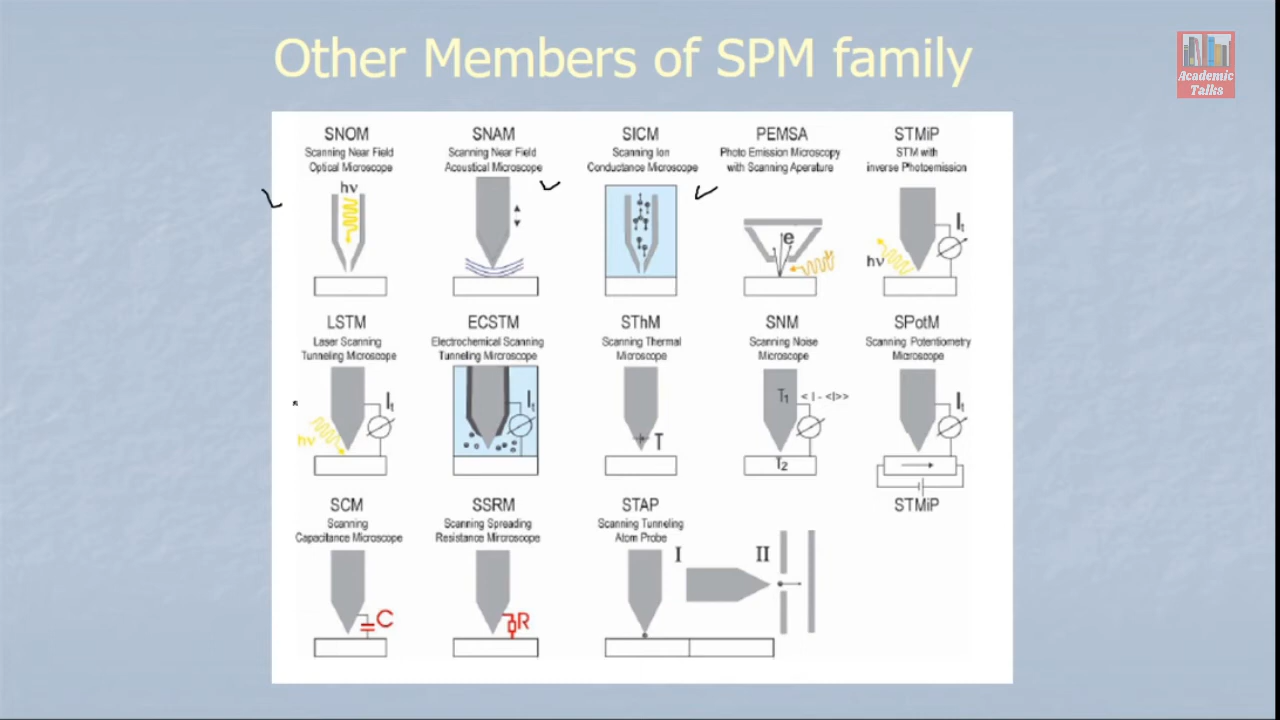 Other Members of SPM family
Academic
Talks
SNOM
Scanning Near Field
Optical Microscope
hν
SNAM
Scanning Near Field
Acoustical Microscope
SICM
Scanning Ion
Conductance Microscope
PEMSA
Photo Emission Microscopy
with Scanning Aperature
e
STMiP
STM with
inverse Photoemission
It
hν
LSTM
Laser Scanning
Tunneling Microscope
It
hν
ECSTM
Electrochemical Scanning
Tunneling Microscope
It
SThM
Scanning Thermal
Microscope
T
SNM
Scanning Noise
Microscope
T1 < I - <I>>
T2
SPotM
Scanning Potentiometry
Microscope
It
STMiP
SCM
Scanning
Capacitance Microscope
C
SSRM
Scanning Spreading
Resistance Mircroscope
R
STAP
Scanning Tunneling
Atom Probe
I
II